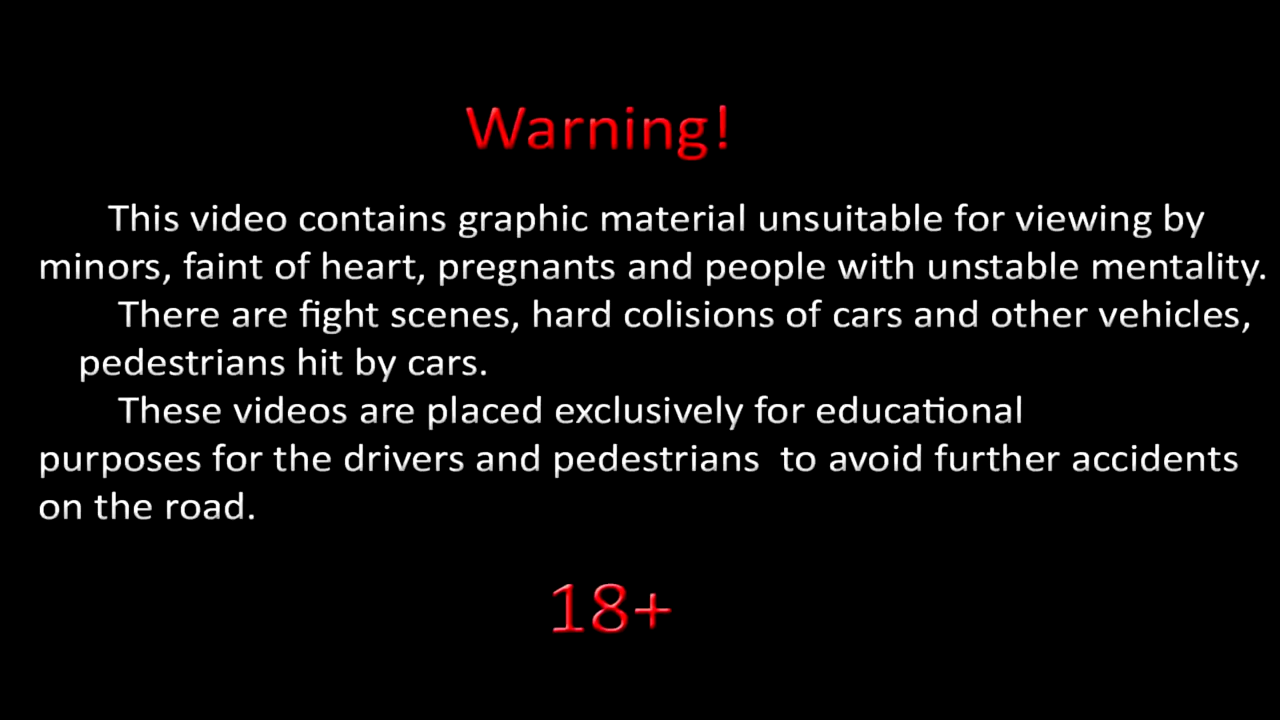 Warning!
This video contains graphic material unsuitable for viewing by
minors, faint of heart, pregnants and people with unstable mentality.
There are fight scenes, hard colisions of cars and other vehicles,
pedestrians hit by cars.
These videos are placed exclusively for educational
purposes for the drivers and pedestrians  to avoid further accidents
on the road.
18+